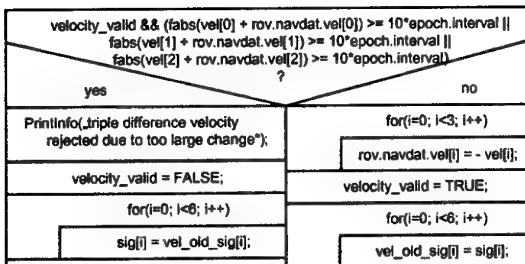 velocity_valid && (fabs(vel[0] + rov.navdat.vel[0]) >= 10*epoch.interval ||
fabs(vel[1] + rov.navdat.vel[1]) >= 10*epoch.interval ||
fabs(vel[2] + rov.navdat.vel[2]) >= 10*epoch.interval)
?
yes
no
PrintInfo(„triple difference velocity
rejected due to too large change");
velocity_valid = FALSE;
for(i=0; i<6; i++)
sig[i] = vel_old_sig[i];
for(i=0; i<3; i++)
rov.navdat.vel[i] = - vel[i];
velocity_valid = TRUE;
for(i=0; i<6; i++)
vel_old_sig[i] = sig[i];